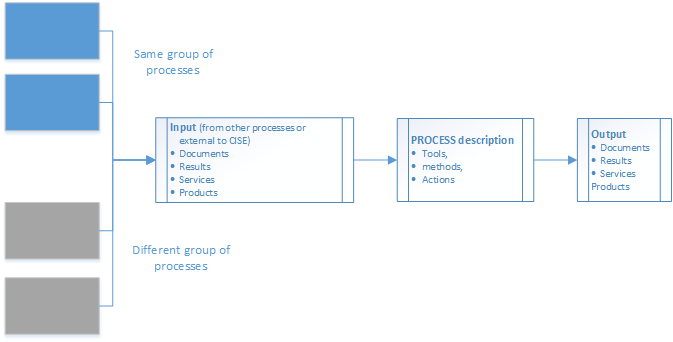 Same group of
processes
Input (from other processes or
external to CISE)
• Documents
• Results
• Services
• Products
PROCESS description
• Tools,
• methods,
• Actions
Output
• Documents
• Results
• Services
Products
Different group of
processes